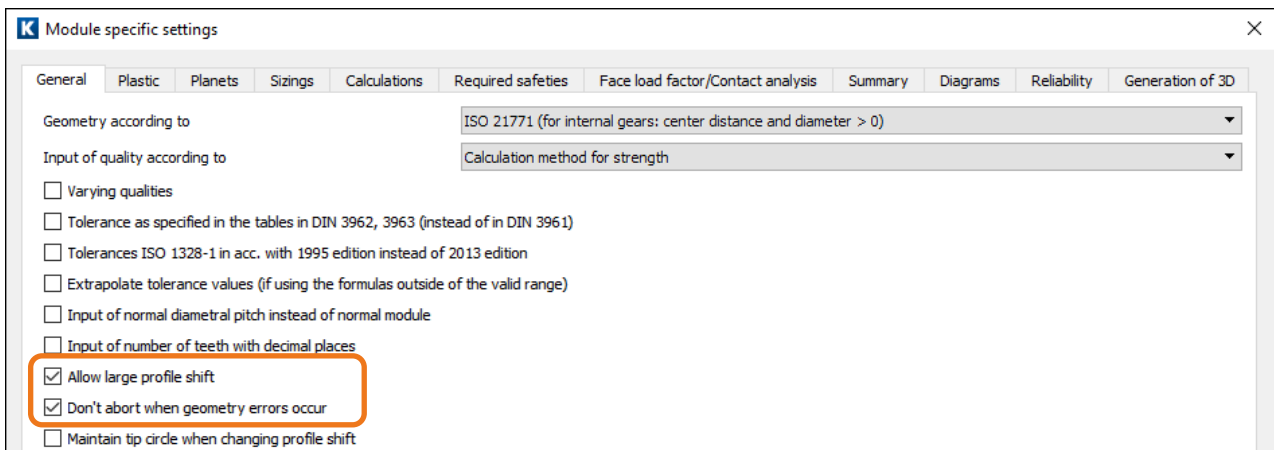 K Module specific settings
General Plastic Planets Sizings Calculations Required safeties Face load factor/Contact analysis Summary Diagrams Reliability Generation of 3D
Geometry according to ISO 21771 (for internal gears: center distance and diameter > 0)
Input of quality according to Calculation method for strength
Varying qualities
Tolerance as specified in the tables in DIN 3962, 3963 (instead of in DIN 3961)
Tolerances ISO 1328-1 in acc. with 1995 edition instead of 2013 edition
Extrapolate tolerance values (if using the formulas outside of the valid range)
Input of normal diametral pitch instead of normal module
Input of number of teeth with decimal places
Allow large profile shift
Don't abort when geometry errors occur
Maintain tip circle when changing profile shift